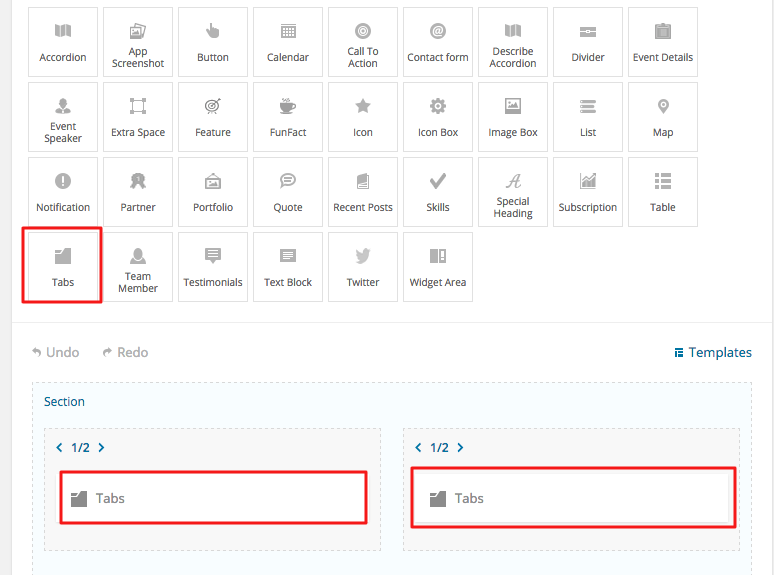 Accordion
App
Screenshot
Button
Calendar
Call To
Action
Contact form
Describe
Accordion
Divider
Event Details
Event
Speaker
Extra Space
Feature
FunFact
Icon
Icon Box
Image Box
List
Map
Notification
Partner
Portfolio
Quote
Recent Posts
Skills
Special
Heading
Subscription
Table
Tabs
Team
Member
Testimonials
Text Block
Twitter
Widget Area
Undo
Redo
Templates
Section
1/2
1/2
Tabs
Tabs